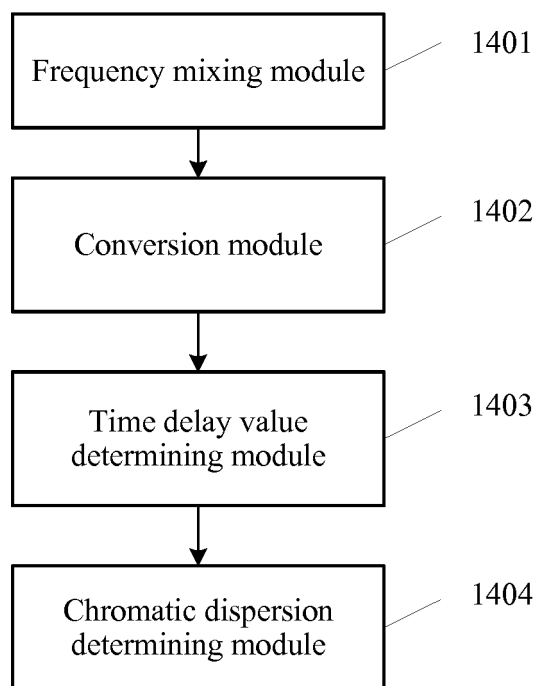 Frequency mixing module
1401
Conversion module
1402
Time delay value
determining module
1403
Chromatic dispersion
determining module
1404